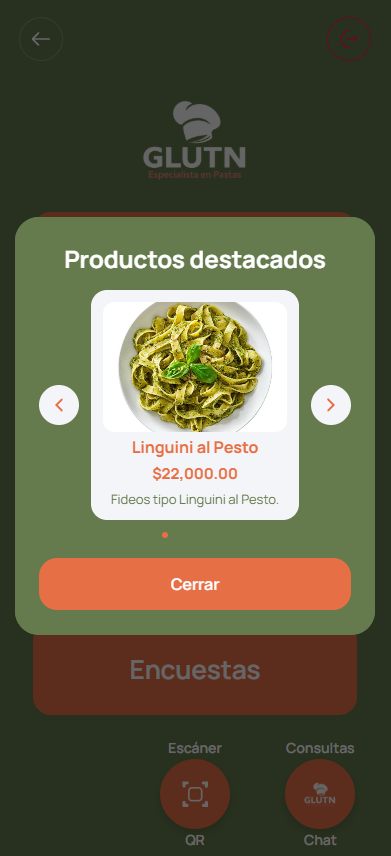 GLUTN
Especialista en Pastas
Productos destacados
Linguini al Pesto
$22,000.00
Fideos tipo Linguini al Pesto.
Cerrar
Encuestas
Escáner
Consultas
GLUTN
QR
Chat